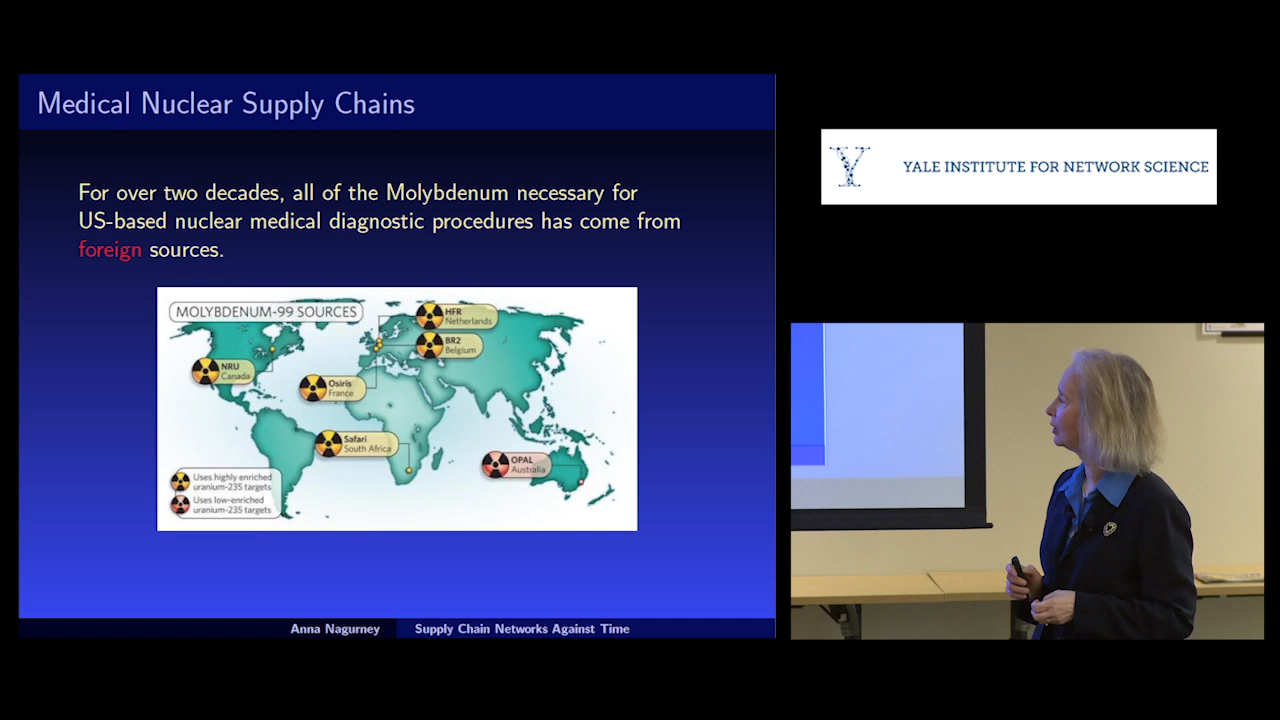 Medical Nuclear Supply Chains
For over two decades, all of the Molybdenum necessary for
US-based nuclear medical diagnostic procedures has come from
foreign sources.
MOLYBDENUM-99 SOURCES
HFR
Netherlands
BR2
Belgium
NRU
Canada
Osiris
France
Safari
South Africa
OPAL
Australia
Uses highly enriched
uranium-235 targets
Uses low-enriched
uranium-235 targets
Anna Nagurney
Supply Chain Networks Against Time
YALE INSTITUTE FOR NETWORK SCIENCE